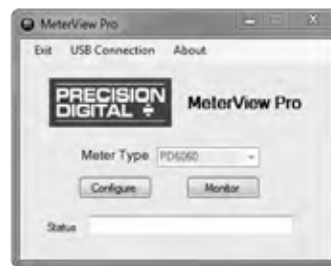 MeterView Pro
Exit USB Connection About
PRECISION
DIGITAL
MeterView Pro
Meter Type PD6060
Configure Monitor
Status